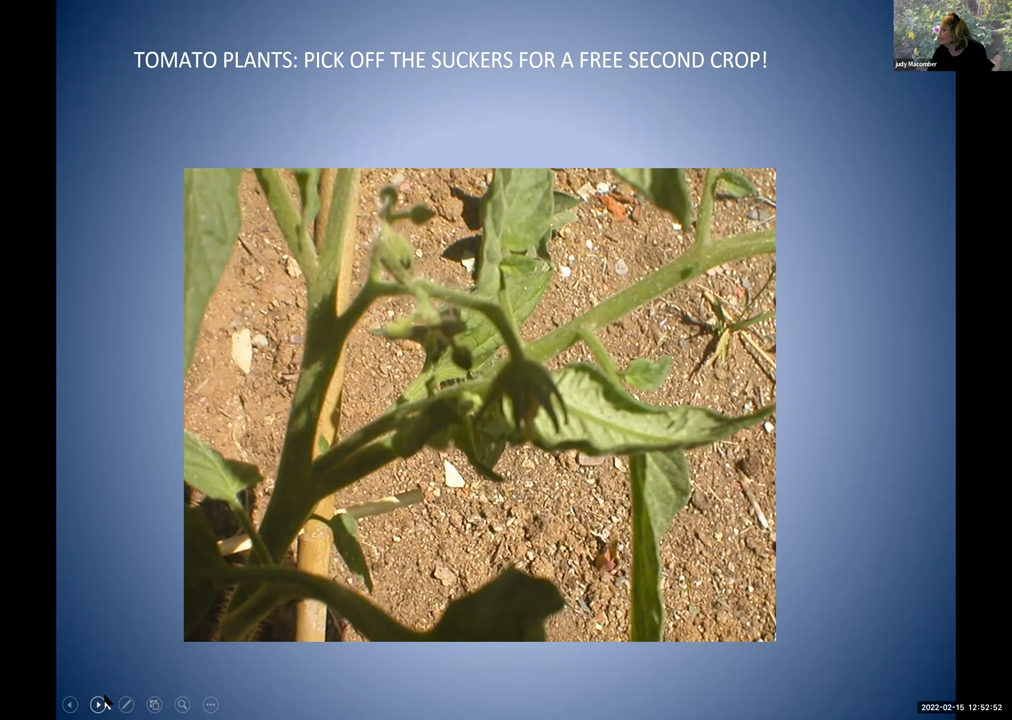 TOMATO PLANTS: PICK OFF THE SUCKERS FOR A FREE SECOND CROP!
judy Macomber
2022-02-15 12:52:52